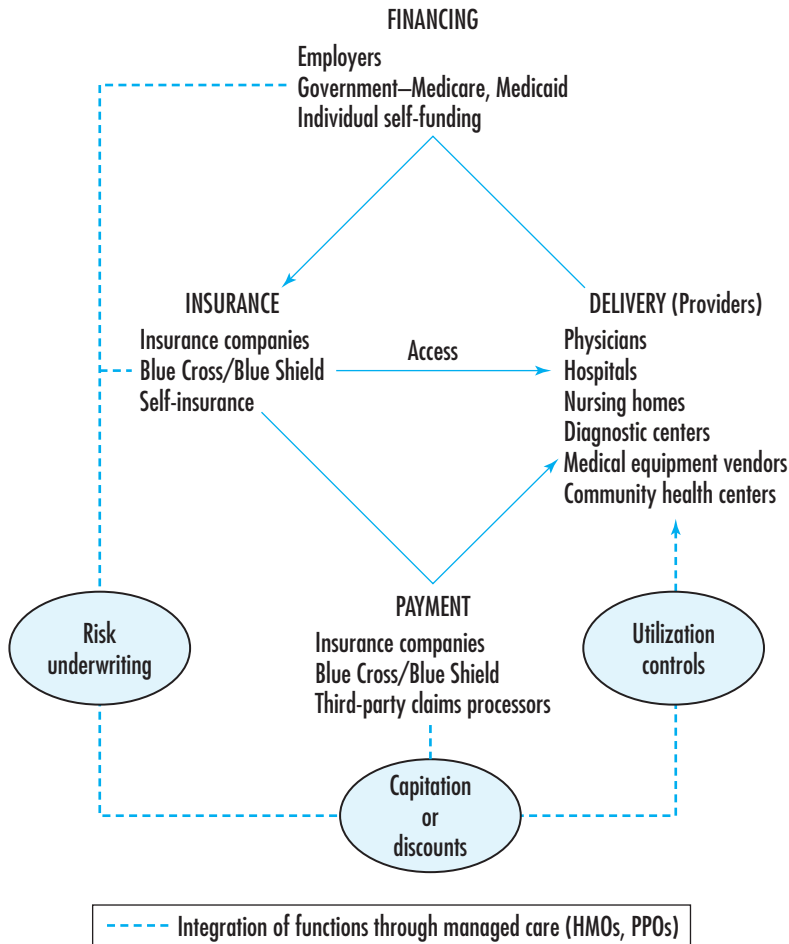 FINANCING
Employers
Government–Medicare, Medicaid
Individual self-funding
INSURANCE
Insurance companies
Blue Cross/Blue Shield
Self-insurance
Access
DELIVERY (Providers)
Physicians
Hospitals
Nursing homes
Diagnostic centers
Medical equipment vendors
Community health centers
PAYMENT
Insurance companies
Blue Cross/Blue Shield
Third-party claims processors
Risk
underwriting
Utilization
controls
Capitation
or
discounts
Integration of functions through managed care (HMOs, PPOs)